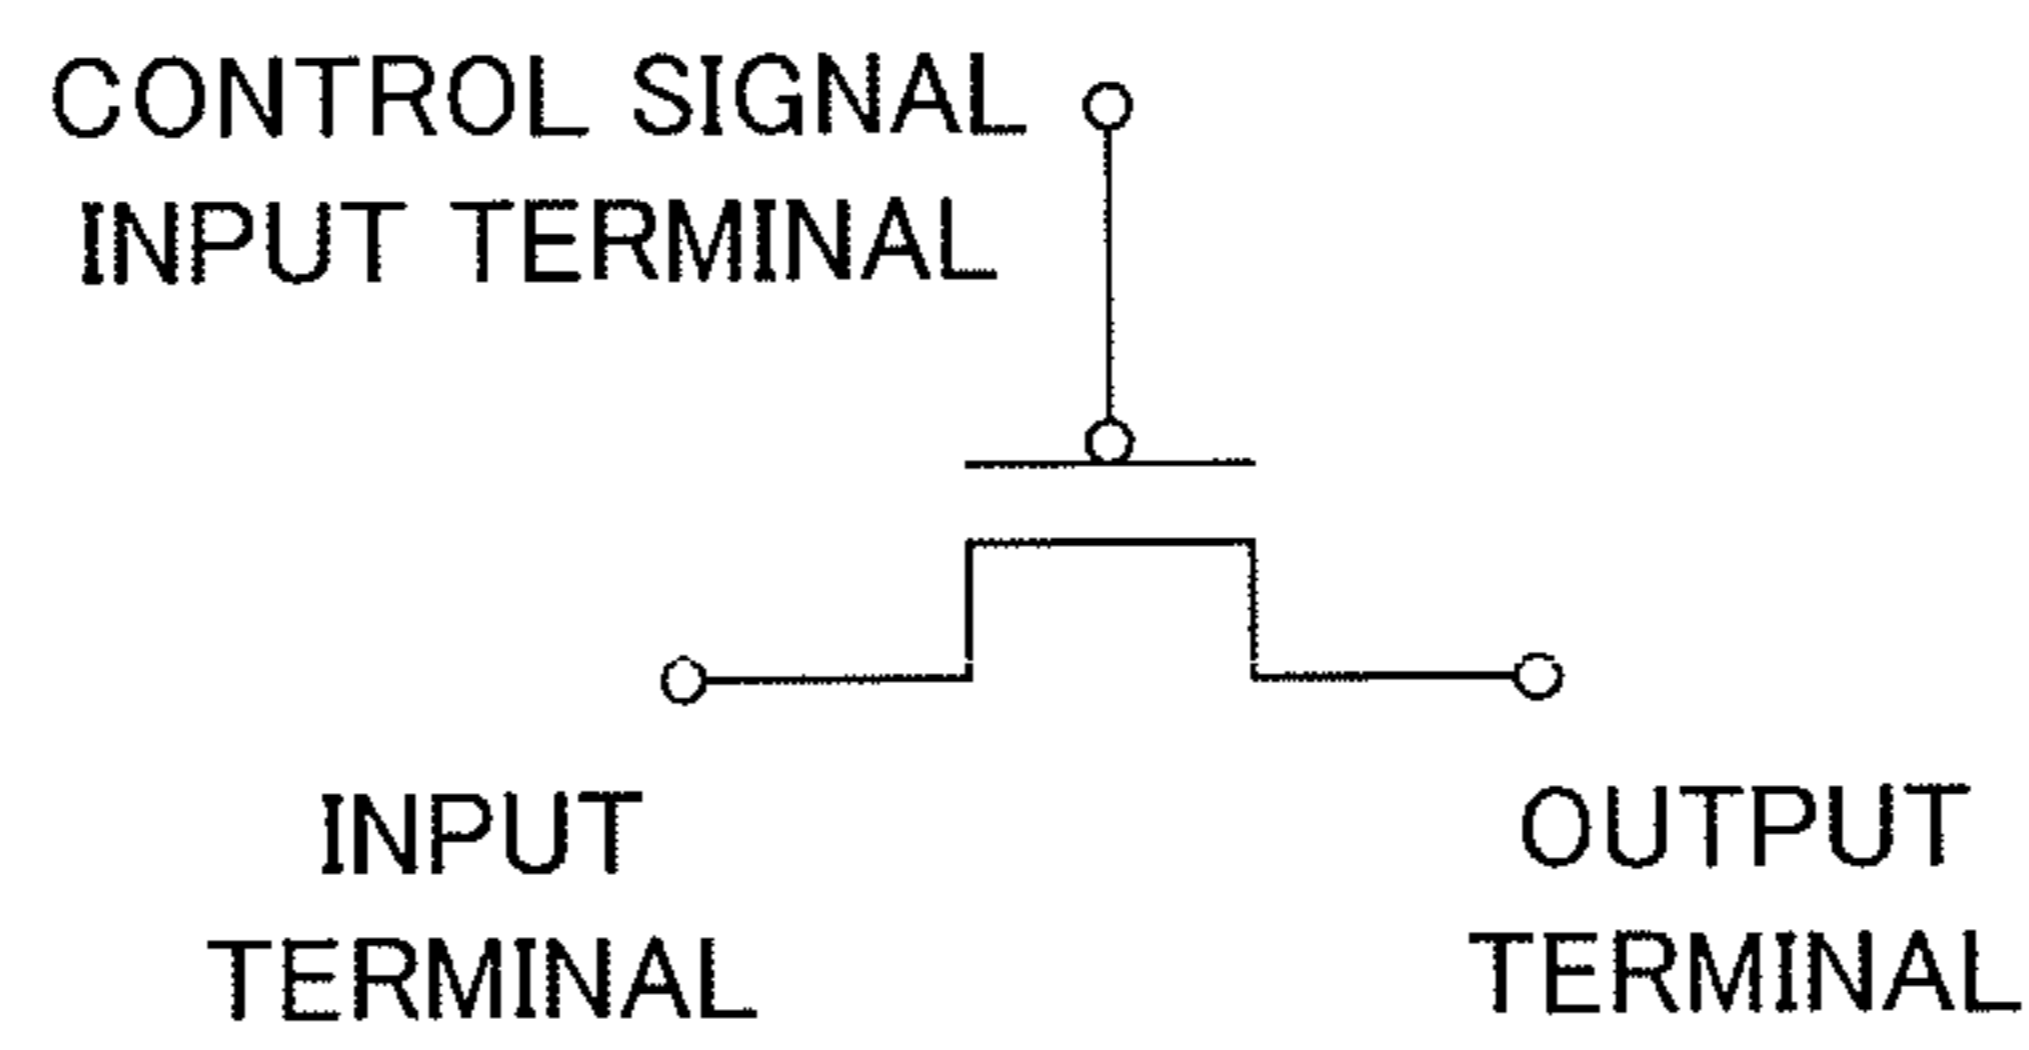 CONTROL SIGNAL
INPUT TERMINAL
INPUT
TERMINAL
OUTPUT
TERMINAL